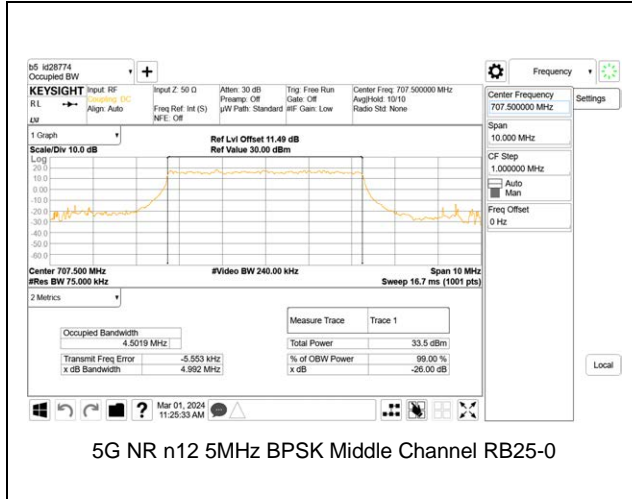 b5 id28774
Occupied BW
Frequency
KEYSIGHT
RL
Input: RF
Coupling: DC
Align: Auto
Input Z: 50 Ω
Freq Ref: Int (S)
NFE: Off
Atten: 30 dB
Preamp: Off
µW Path: Standard
Trig: Free Run
Gate: Off
#IF Gain: Low
Center Freq: 707.500000 MHz
Avg|Hold: 10/10
Radio Std: None
Center Frequency
707.500000 MHz
Settings
Span
10.000 MHz
CF Step
1.000000 MHz
Auto
Man
Freq Offset
0 Hz
1 Graph
Scale/Div 10.0 dB
Ref Lvl Offset 11.49 dB
Ref Value 30.00 dBm
Log
20.0
10.0
0.00
-10.0
-20.0
-30.0
-40.0
-50.0
-60.0
Center 707.500 MHz
#Video BW 240.00 kHz
Span 10 MHz
#Res BW 75.000 kHz
Sweep 16.7 ms (1001 pts)
2 Metrics
Measure Trace Trace 1
Occupied Bandwidth
4.5019 MHz
Total Power 33.5 dBm
Transmit Freq Error -5.553 kHz
% of OBW Power 99.00 %
x dB Bandwidth 4.992 MHz
x dB -26.00 dB
Local
Mar 01, 2024
11:25:33 AM
5G NR n12 5MHz BPSK Middle Channel RB25-0